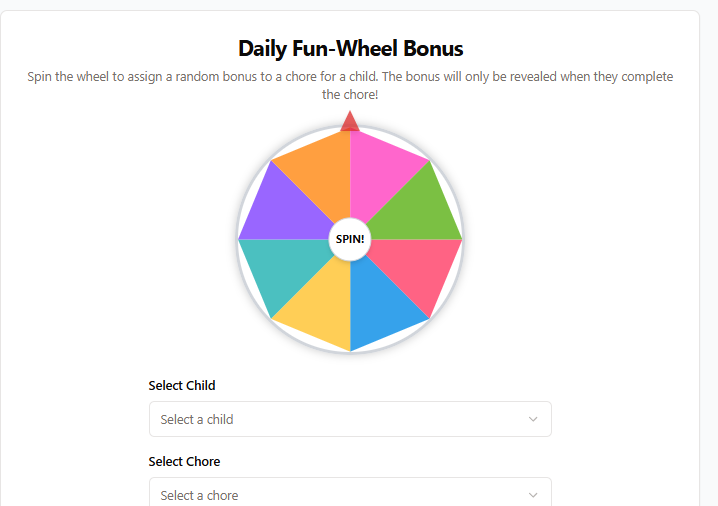 Daily Fun-Wheel Bonus
Spin the wheel to assign a random bonus to a chore for a child. The bonus will only be revealed when they complete
the chore!
SPIN!
Select Child
Select a child
Select Chore
Select a chore